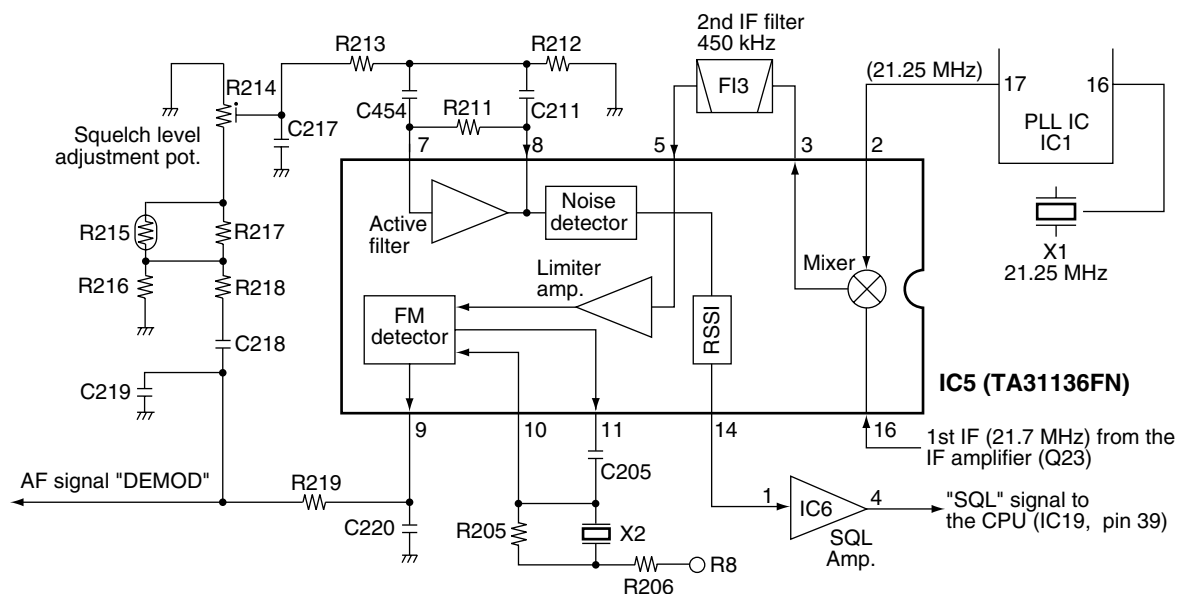 2nd IF filter
450 kHz
R213
R212
(21.25 MHz)
R214
FI3
17
16
C454
R211
C211
PLL IC
IC1
Squelch level
adjustment pot.
C217
7
8
5
3
2
Noise
detector
Active
filter
X1
21.25 MHz
R215
R217
Mixer
Limiter
amp.
R216
R218
FM
detector
RSSI
C218
IC5 (TA31136FN)
C219
9
10
11
14
16
1st IF (21.7 MHz) from the
IF amplifier (Q23)
C205
AF signal "DEMOD"
R219
1
IC6
4
"SQL" signal to
the CPU (IC19, pin 39)
C220
R205
X2
SQL
Amp.
R206
R8